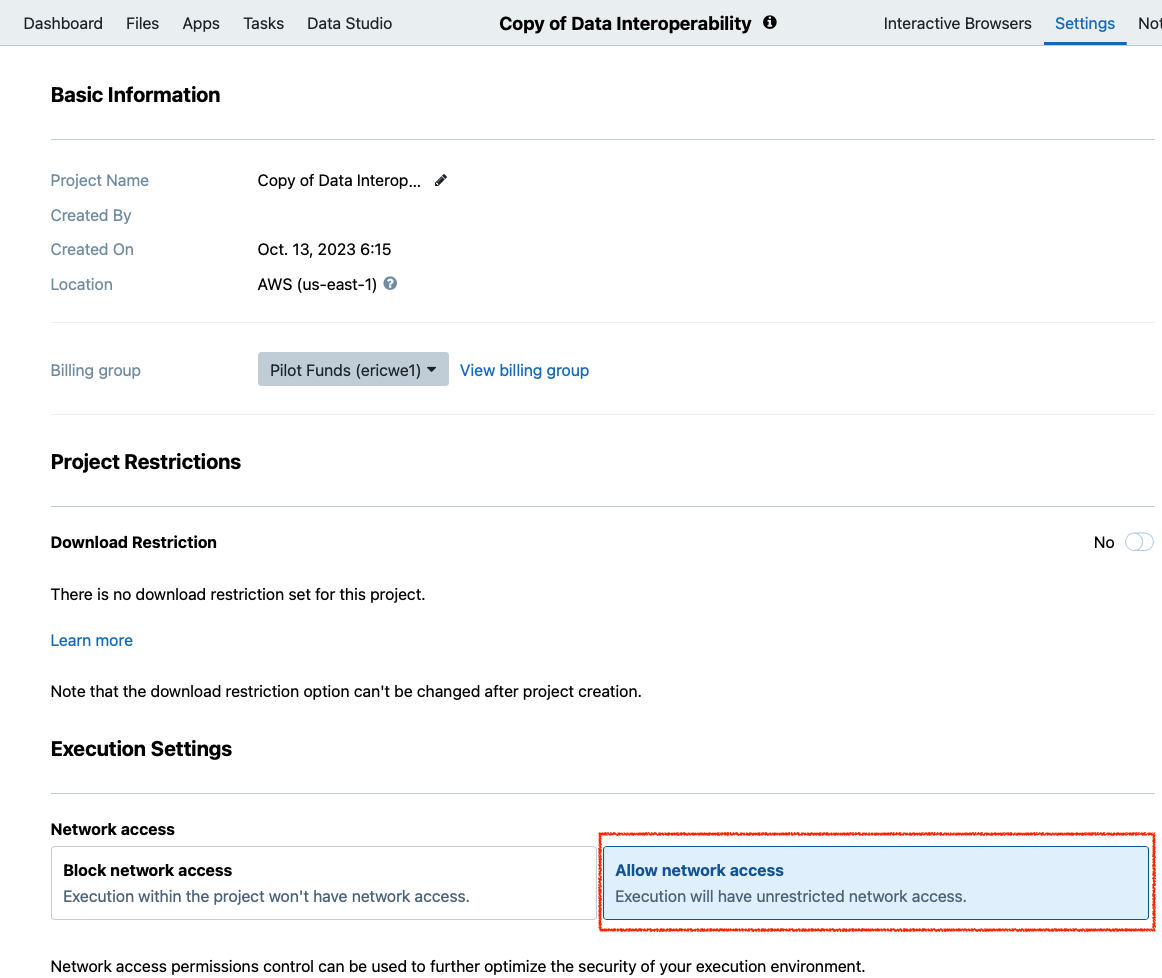 Dashboard Files Apps Tasks Data Studio Copy of Data Interoperability Interactive Browsers Settings Not
Basic Information
Project Name Copy of Data Interop...
Created By
Created On Oct. 13, 2023 6:15
Location AWS (us-east-1)
Billing group Pilot Funds (ericwe1) View billing group
Project Restrictions
Download Restriction No
There is no download restriction set for this project.
Learn more
Note that the download restriction option can't be changed after project creation.
Execution Settings
Network access
Block network access Allow network access
Execution within the project won't have network access. Execution will have unrestricted network access.
Network access permissions control can be used to further optimize the security of your execution environment.